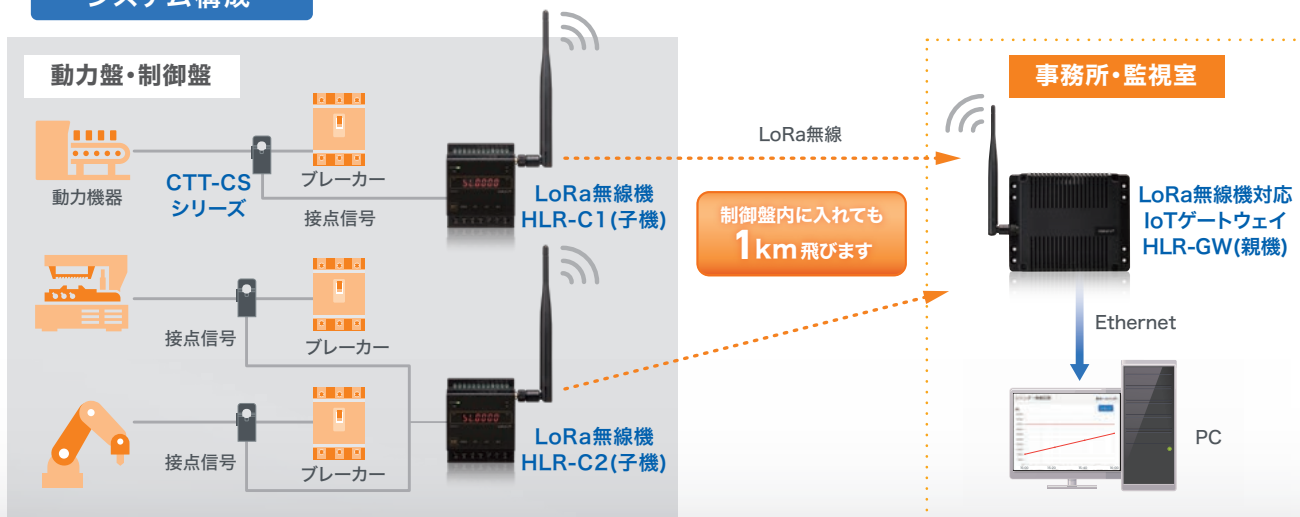 システム構成
動力盤・制御盤
動力機器
CTT-CS
シリーズ
ブレーカー
接点信号
LoRa無線機
HLR-C1(子機)
接点信号
ブレーカー
接点信号
ブレーカー
LoRa無線機
HLR-C2(子機)
LoRa無線
制御盤内に入れても
1km飛びます
事務所・監視室
LoRa無線機対応
IoTゲートウェイ
HLR-GW(親機)
Ethernet
PC